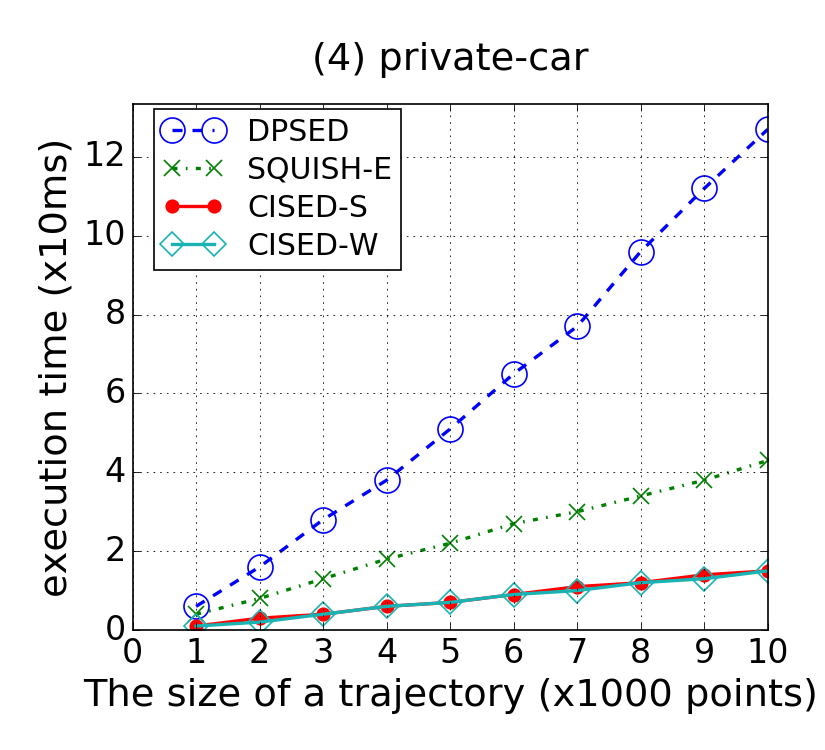 (4) private-car
DPSED
SQUISH-E
CISED-S
CISED-W
execution time (x10ms)
12
10
8
6
4
2
0
0 1 2 3 4 5 6 7 8 9 10
The size of a trajectory (x1000 points)